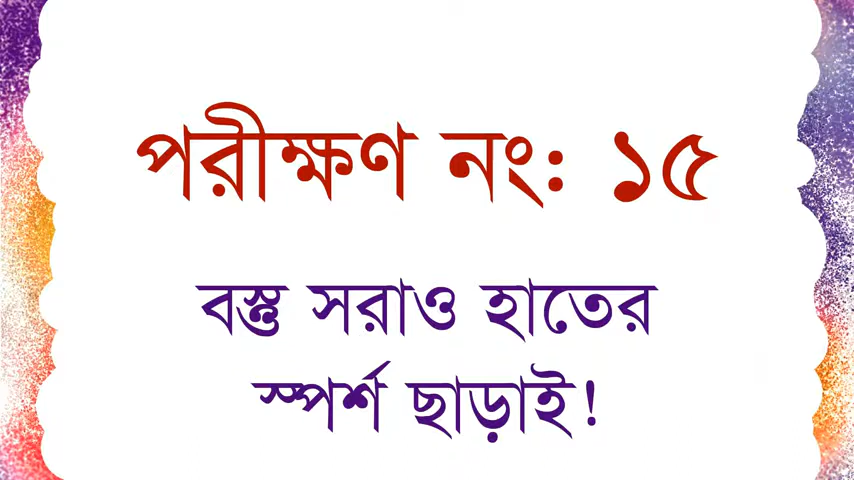 পরীক্ষণ নং: ১৫
বস্তু সরাও হাতের
স্পর্শ ছাড়াই!